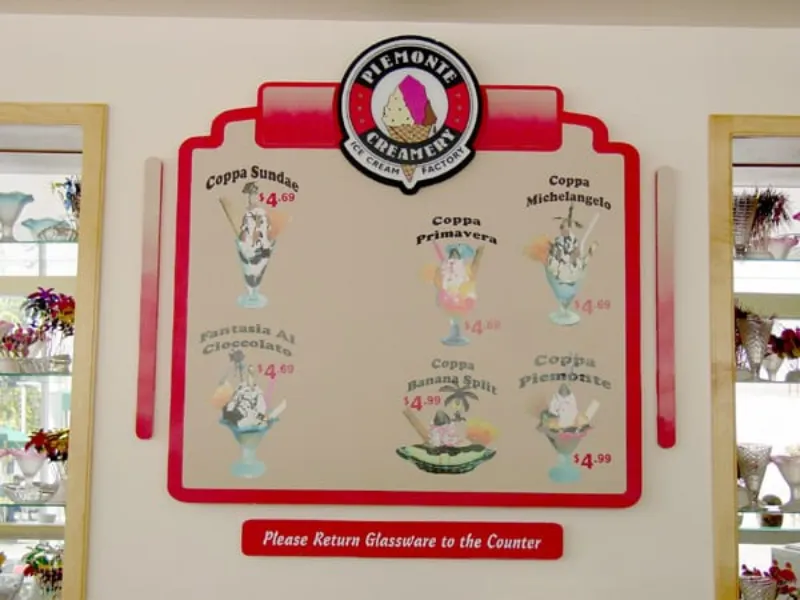 PIEMONTE
CREAMERY
ICE CREAM FACTORY
Coppa Sundae
$4.69
Coppa
Primavera
$4.69
Coppa
Michelangelo
$4.69
Fantasia Al
Cioccolato
$4.69
Coppa
Banana Split
$4.99
Coppa
Piemonte
$4.99
Please Return Glassware to the Counter